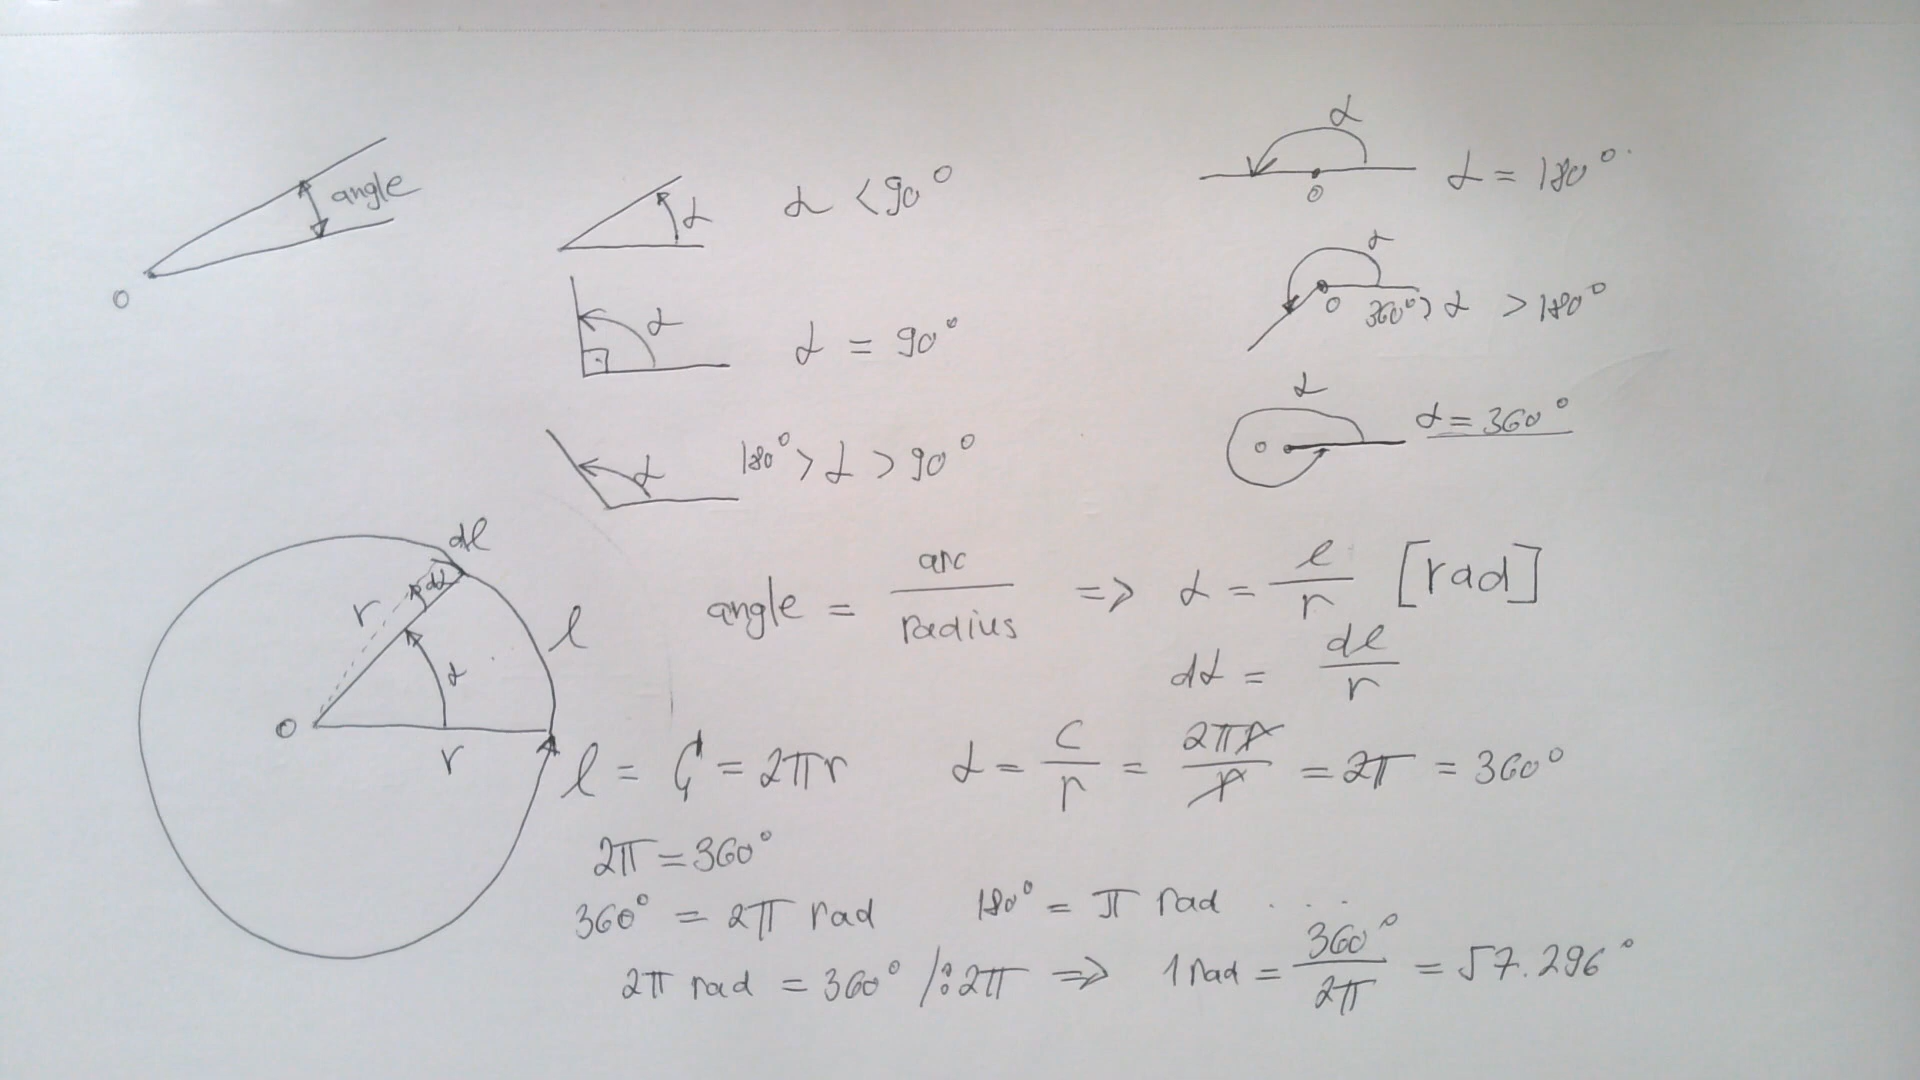 angle
O
α
α < 90°
α
α = 90°
α
180° > α > 90°
α
O
α = 180°
α
O
360° > α > 180°
α
O
α = 360°
dl
dα
r
l
α
O
r
angle = arc / radius => α = l / r [rad]
dα = dl / r
l = C = 2πr
α = C / r = 2πr / r = 2π = 360°
2π = 360°
360° = 2π rad
180° = π rad . . .
2π rad = 360° /:2π => 1 rad = 360° / 2π = 57.296°